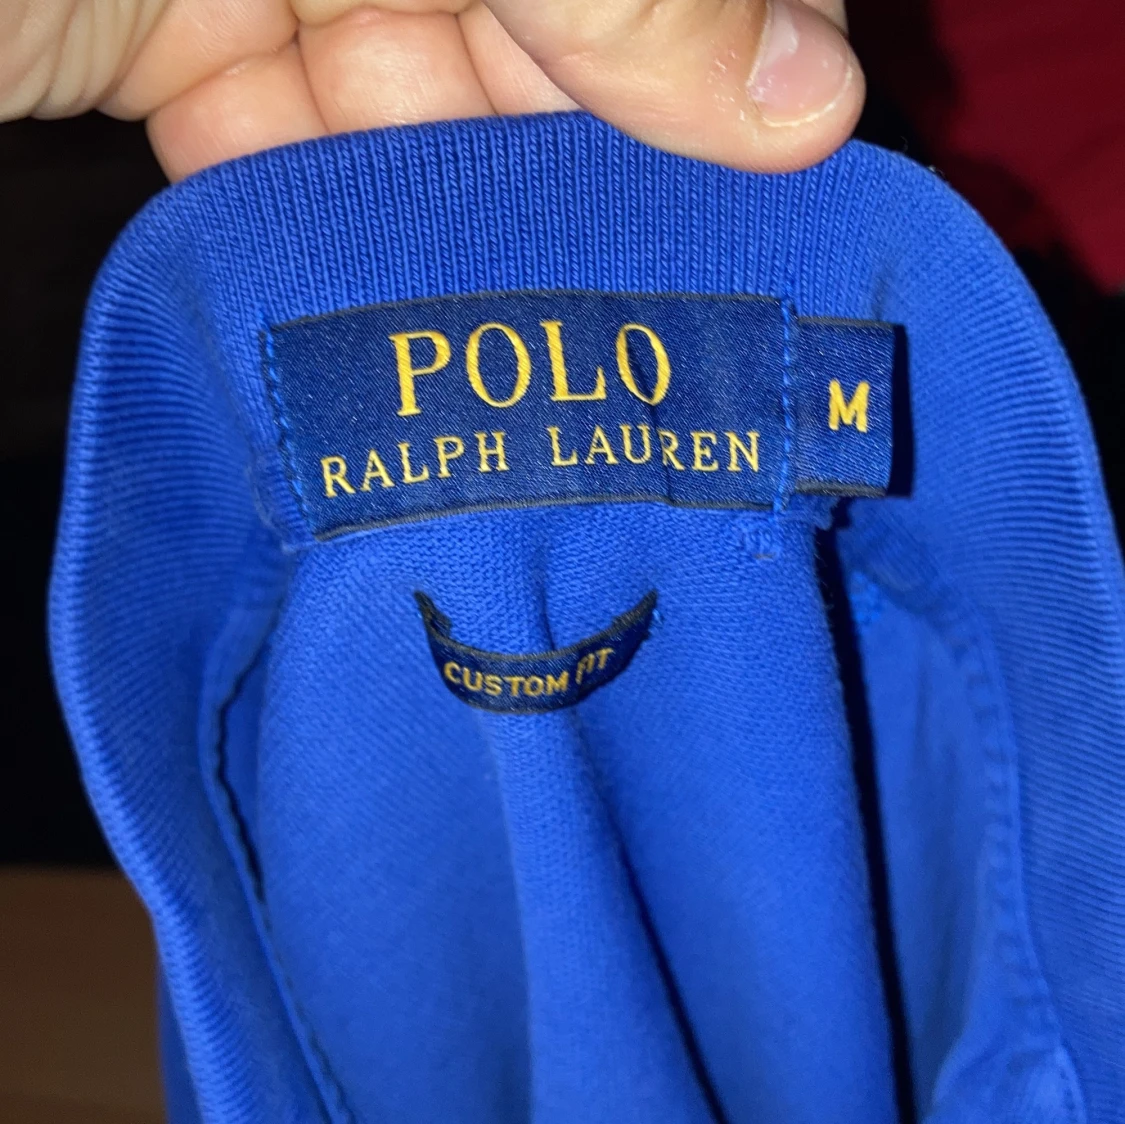 POLO
RALPH LAUREN
M
CUSTOM FIT